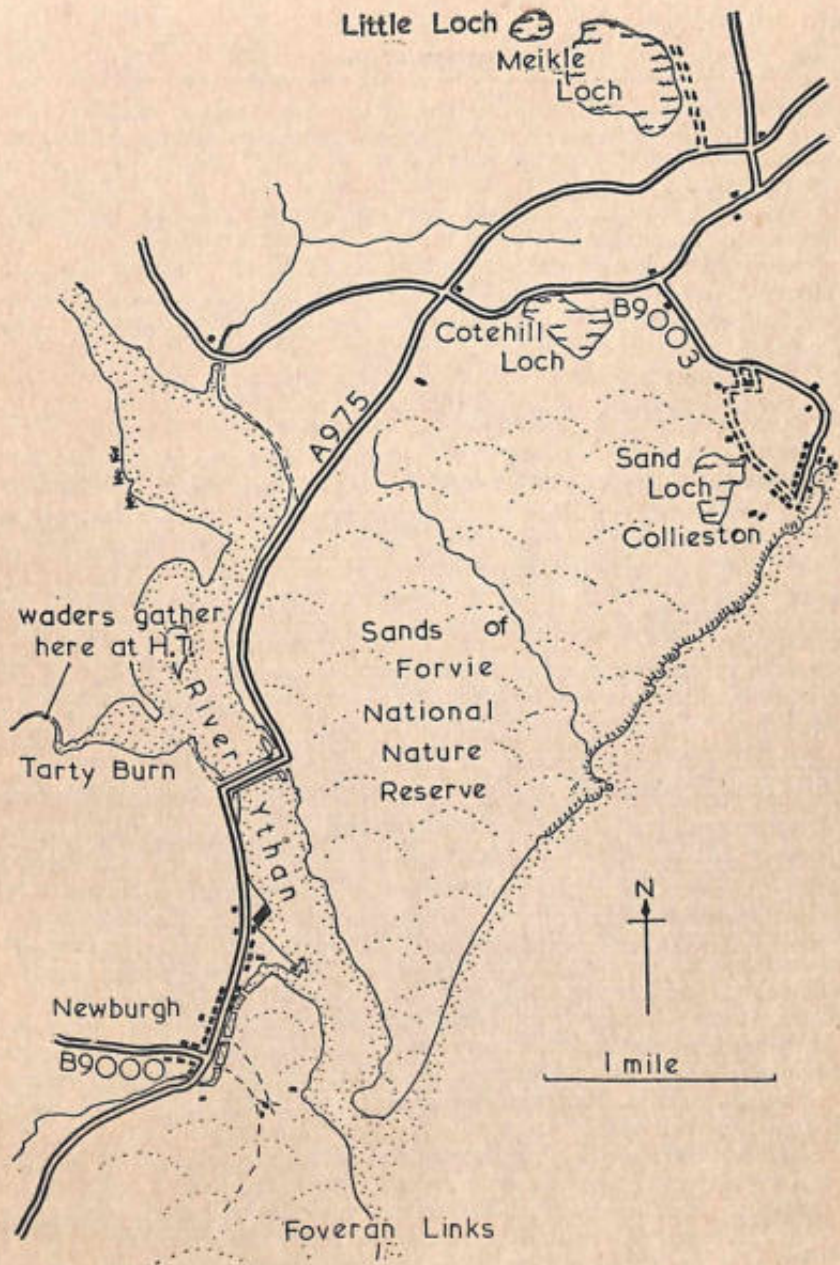 Little Loch
Meikle
Loch
Cotehill
Loch
B9003
A975
Sand
Loch
Collieston
waders gather
here at H.T.
Sands of
Forvie
National
Nature
Reserve
River
Ythan
Tarty Burn
N
Newburgh
B9000
1 mile
Foveran Links